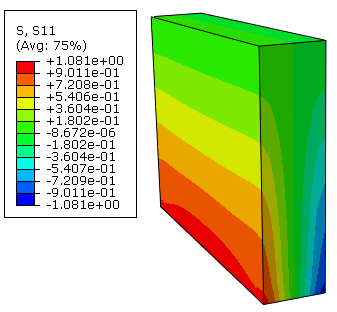 S, S11
(Avg: 75%)
+1.081e+00
+9.011e-01
+7.208e-01
+5.406e-01
+3.604e-01
+1.802e-01
-8.672e-06
-1.802e-01
-3.604e-01
-5.407e-01
-7.209e-01
-9.011e-01
-1.081e+00